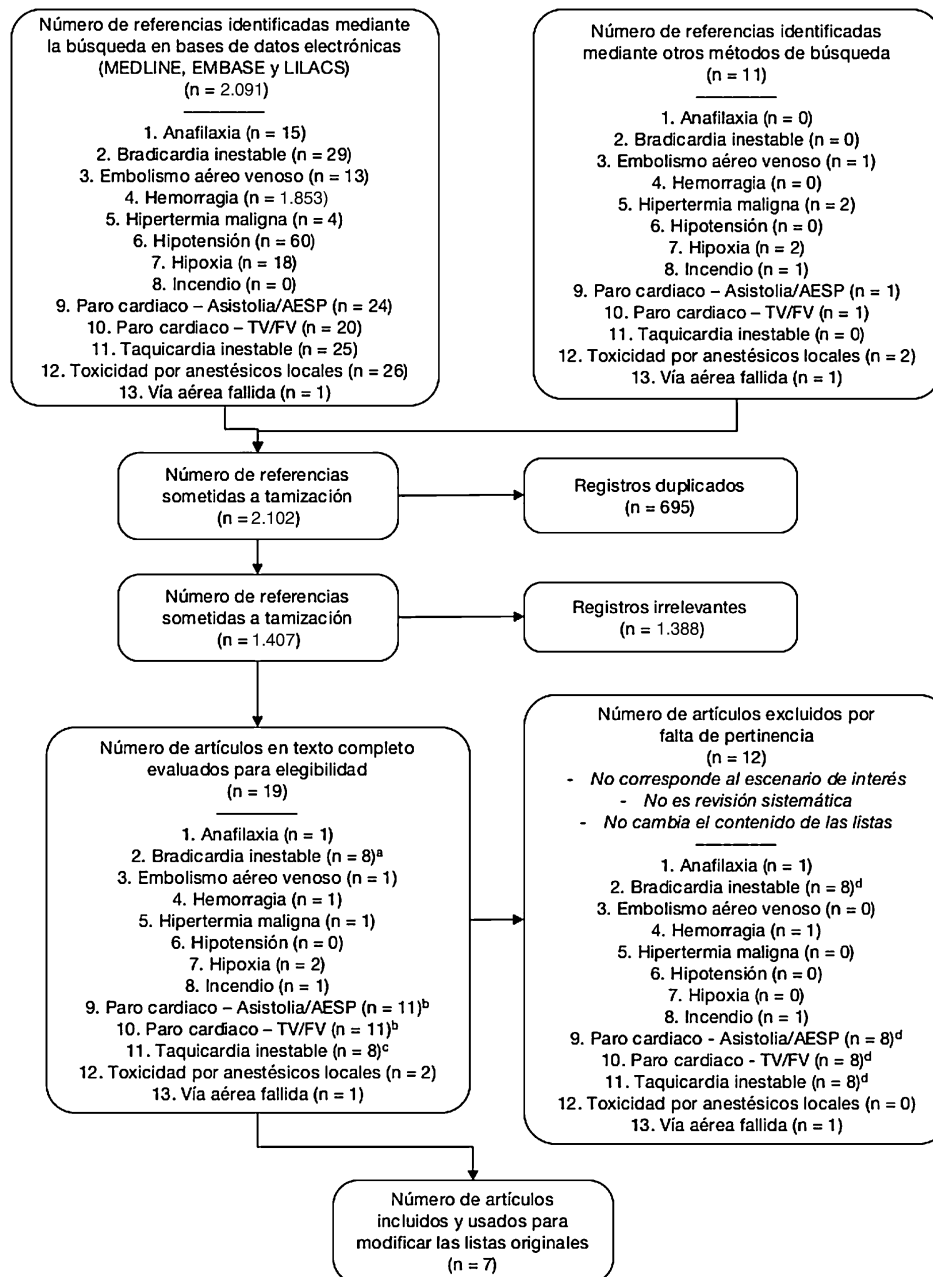 Número de referencias identificadas mediante
la búsqueda en bases de datos electrónicas
(MEDLINE, EMBASE y LILACS)
(n = 2.091)
1. Anafilaxia (n = 15)
2. Bradicardia inestable (n = 29)
3. Embolismo aéreo venoso (n = 13)
4. Hemorragia (n = 1.853)
5. Hipertermia maligna (n = 4)
6. Hipotensión (n = 60)
7. Hipoxia (n = 18)
8. Incendio (n = 0)
9. Paro cardiaco – Asistolia/AESP (n = 24)
10. Paro cardiaco – TV/FV (n = 20)
11. Taquicardia inestable (n = 25)
12. Toxicidad por anestésicos locales (n = 26)
13. Vía aérea fallida (n = 1)
Número de referencias identificadas
mediante otros métodos de búsqueda
(n = 11)
1. Anafilaxia (n = 0)
2. Bradicardia inestable (n = 0)
3. Embolismo aéreo venoso (n = 1)
4. Hemorragia (n = 0)
5. Hipertermia maligna (n = 2)
6. Hipotensión (n = 0)
7. Hipoxia (n = 2)
8. Incendio (n = 1)
9. Paro cardiaco – Asistolia/AESP (n = 1)
10. Paro cardiaco – TV/FV (n = 1)
11. Taquicardia inestable (n = 0)
12. Toxicidad por anestésicos locales (n = 2)
13. Vía aérea fallida (n = 1)
Número de referencias
sometidas a tamización
(n = 2.102)
Registros duplicados
(n = 695)
Número de referencias
sometidas a tamización
(n = 1.407)
Registros irrelevantes
(n = 1.388)
Número de artículos en texto completo
evaluados para elegibilidad
(n = 19)
1. Anafilaxia (n = 1)
2. Bradicardia inestable (n = 8)ª
3. Embolismo aéreo venoso (n = 1)
4. Hemorragia (n = 1)
5. Hipertermia maligna (n = 1)
6. Hipotensión (n = 0)
7. Hipoxia (n = 2)
8. Incendio (n = 1)
9. Paro cardiaco – Asistolia/AESP (n = 11)ᵇ
10. Paro cardiaco – TV/FV (n = 11)ᵇ
11. Taquicardia inestable (n = 8)ᶜ
12. Toxicidad por anestésicos locales (n = 2)
13. Vía aérea fallida (n = 1)
Número de artículos excluidos por
falta de pertinencia
(n = 12)
- No corresponde al escenario de interés
- No es revisión sistemática
- No cambia el contenido de las listas
1. Anafilaxia (n = 1)
2. Bradicardia inestable (n = 8)ᵈ
3. Embolismo aéreo venoso (n = 0)
4. Hemorragia (n = 1)
5. Hipertermia maligna (n = 0)
6. Hipotensión (n = 0)
7. Hipoxia (n = 0)
8. Incendio (n = 1)
9. Paro cardiaco - Asistolia/AESP (n = 8)ᵈ
10. Paro cardiaco - TV/FV (n = 8)ᵈ
11. Taquicardia inestable (n = 8)ᵈ
12. Toxicidad por anestésicos locales (n = 0)
13. Vía aérea fallida (n = 1)
Número de artículos
incluidos y usados para
modificar las listas originales
(n = 7)